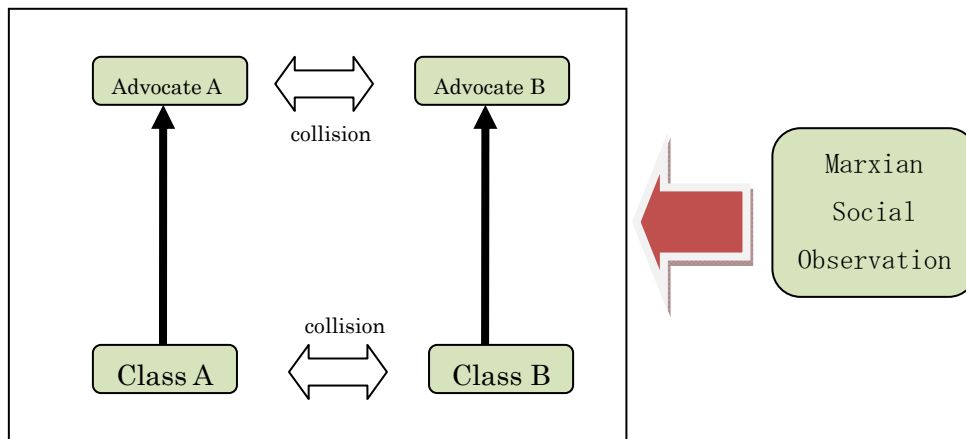 Advocate A
Advocate B
collision
collision
Class A
Class B
Marxian
Social
Observation